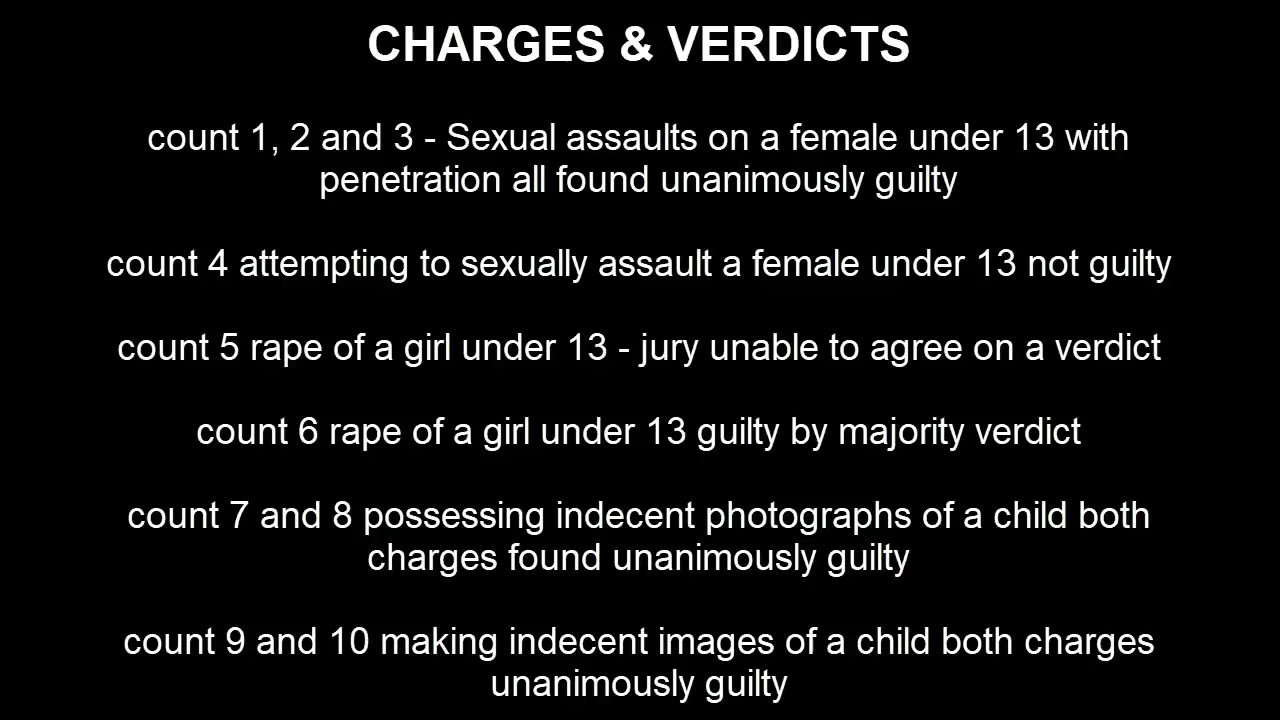 CHARGES & VERDICTS
count 1, 2 and 3 - Sexual assaults on a female under 13 with
penetration all found unanimously guilty
count 4 attempting to sexually assault a female under 13 not guilty
count 5 rape of a girl under 13 - jury unable to agree on a verdict
count 6 rape of a girl under 13 guilty by majority verdict
count 7 and 8 possessing indecent photographs of a child both
charges found unanimously guilty
count 9 and 10 making indecent images of a child both charges
unanimously guilty